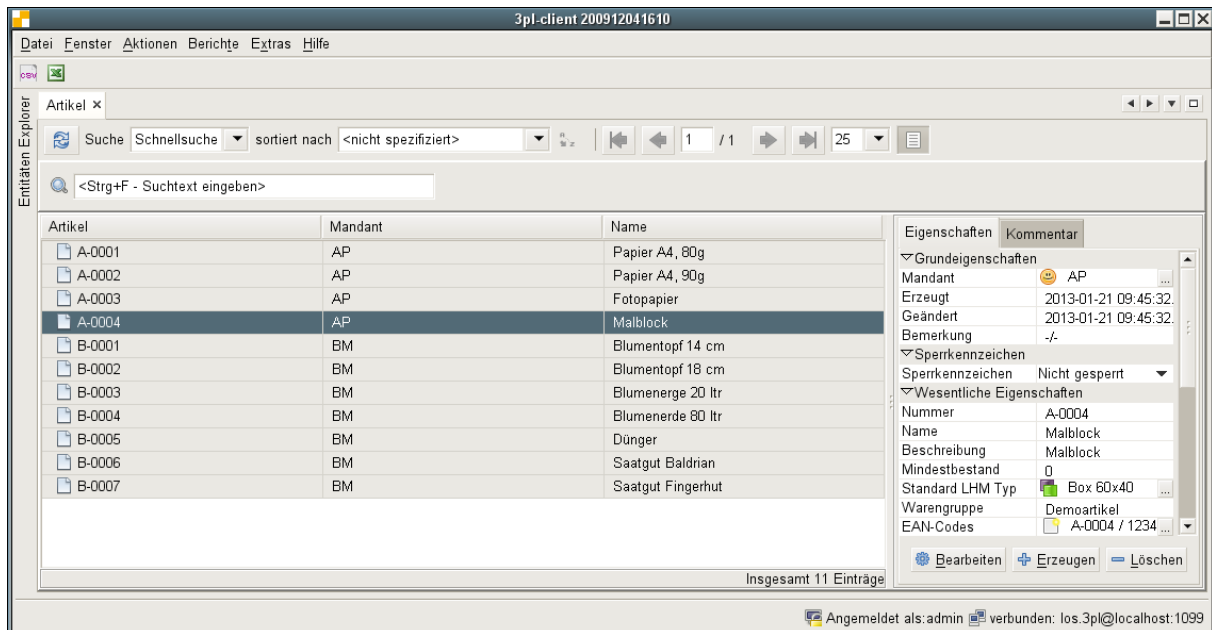 3pl-client 200912041610
Datei Fenster Aktionen Berichte Extras Hilfe
csv
Entitäten Explorer
Artikel
Suche Schnellsuche sortiert nach <nicht spezifiziert> 1 / 1 25
<Strg+F - Suchtext eingeben>
Artikel Mandant Name
A-0001 AP Papier A4, 80g
A-0002 AP Papier A4, 90g
A-0003 AP Fotopapier
A-0004 AP Malblock
B-0001 BM Blumentopf 14 cm
B-0002 BM Blumentopf 18 cm
B-0003 BM Blumenerge 20 ltr
B-0004 BM Blumenerde 80 ltr
B-0005 BM Dünger
B-0006 BM Saatgut Baldrian
B-0007 BM Saatgut Fingerhut
Insgesamt 11 Einträge
Eigenschaften Kommentar
Grundeigenschaften
Mandant AP ...
Erzeugt 2013-01-21 09:45:32.
Geändert 2013-01-21 09:45:32.
Bemerkung -/-
Sperrkennzeichen
Sperrkennzeichen Nicht gesperrt
Wesentliche Eigenschaften
Nummer A-0004
Name Malblock
Beschreibung Malblock
Mindestbestand 0
Standard LHM Typ Box 60x40 ...
Warengruppe Demoartikel
EAN-Codes A-0004 / 1234 ...
Bearbeiten Erzeugen Löschen
Angemeldet als:admin verbunden: los.3pl@localhost:1099